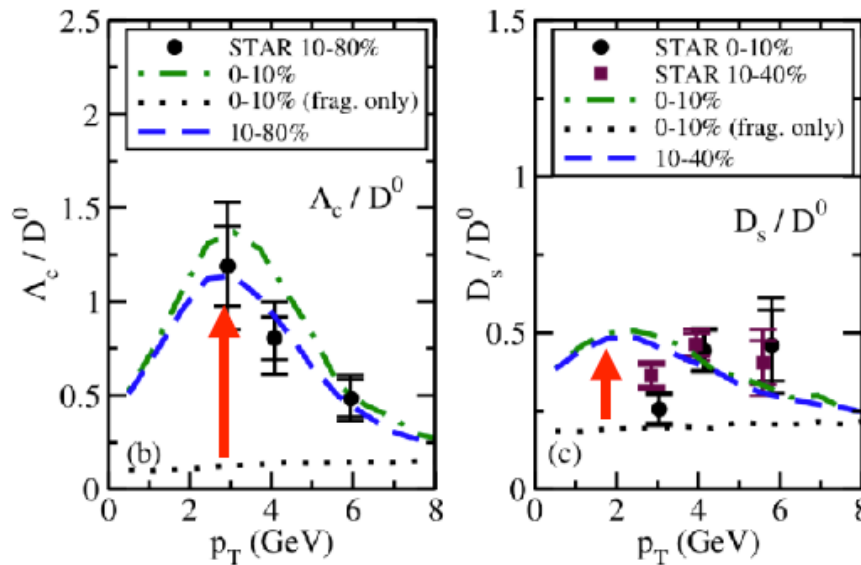 2.5
2
1.5
1
0.5
0
Λc / D⁰
STAR 10-80%
0-10%
0-10% (frag. only)
10-80%
Λc / D⁰
(b)
0 2 4 6 8
pT (GeV)
1.5
1
0.5
0
Ds / D⁰
STAR 0-10%
STAR 10-40%
0-10%
0-10% (frag. only)
10-40%
Ds / D⁰
(c)
0 2 4 6 8
pT (GeV)